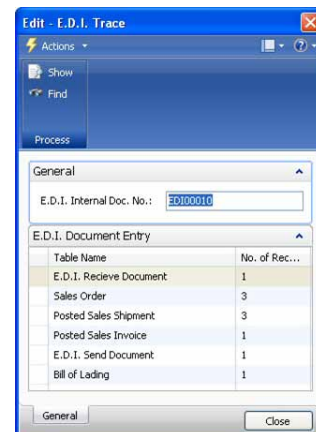 Edit - E.D.I. Trace
Actions
Show
Find
Process
General
E.D.I. Internal Doc. No.: EDI00010
E.D.I. Document Entry
Table Name No. of Rec...
E.D.I. Recieve Document 1
Sales Order 3
Posted Sales Shipment 3
Posted Sales Invoice 1
E.D.I. Send Document 1
Bill of Lading 1
General Close